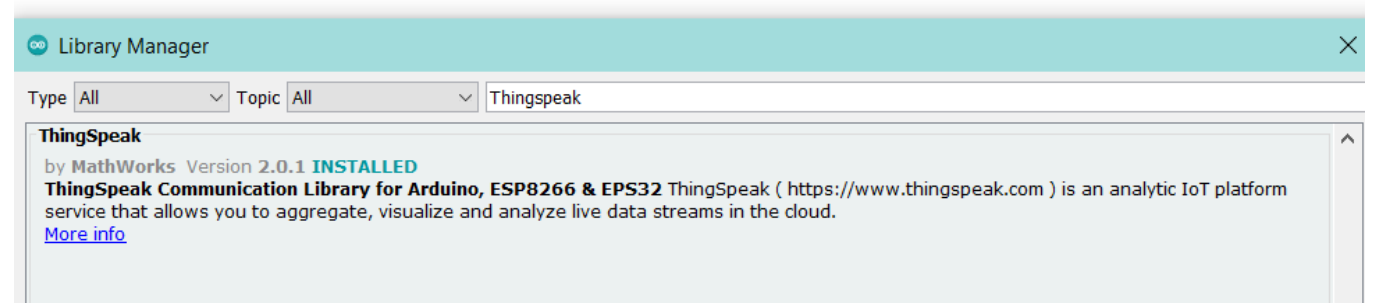 Library Manager
Type All Topic All Thingspeak
ThingSpeak
by MathWorks Version 2.0.1 INSTALLED
ThingSpeak Communication Library for Arduino, ESP8266 & EPS32 ThingSpeak ( https://www.thingspeak.com ) is an analytic IoT platform
service that allows you to aggregate, visualize and analyze live data streams in the cloud.
More info